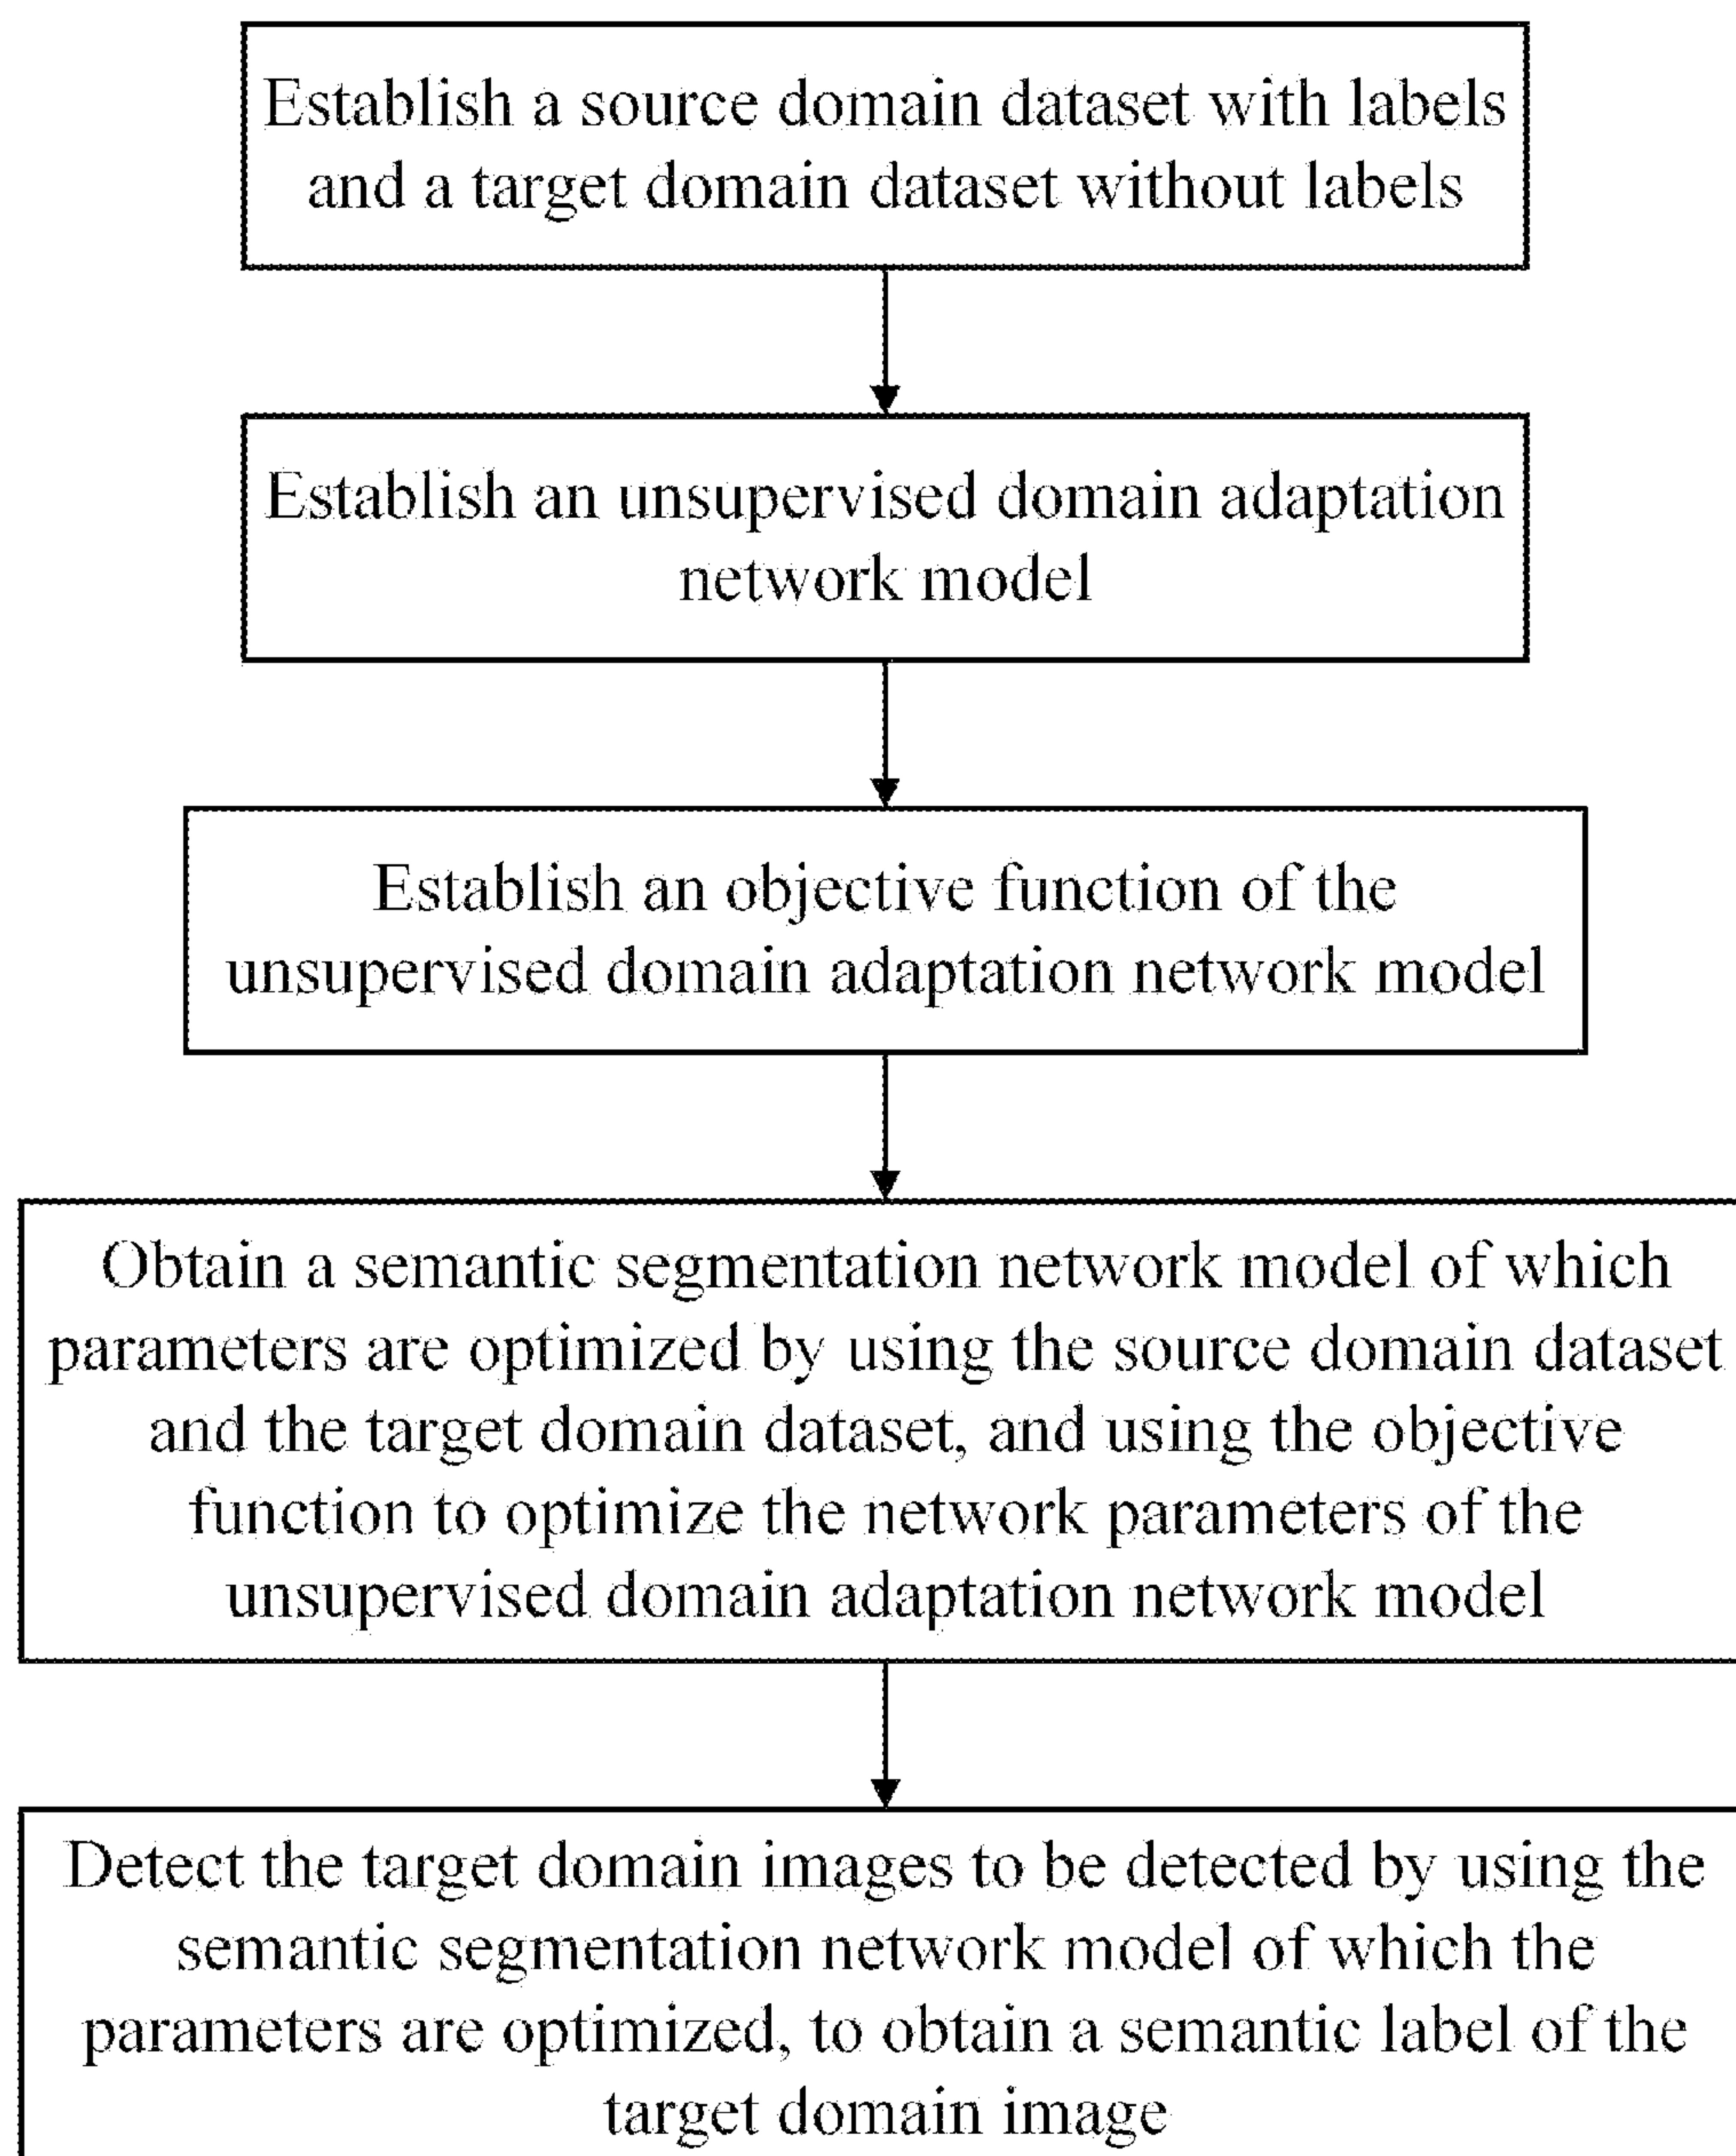 Establish a source domain dataset with labels
and a target domain dataset without labels
Establish an unsupervised domain adaptation
network model
Establish an objective function of the
unsupervised domain adaptation network model
Obtain a semantic segmentation network model of which
parameters are optimized by using the source domain dataset
and the target domain dataset, and using the objective
function to optimize the network parameters of the
unsupervised domain adaptation network model
Detect the target domain images to be detected by using the
semantic segmentation network model of which the
parameters are optimized, to obtain a semantic label of the
target domain image